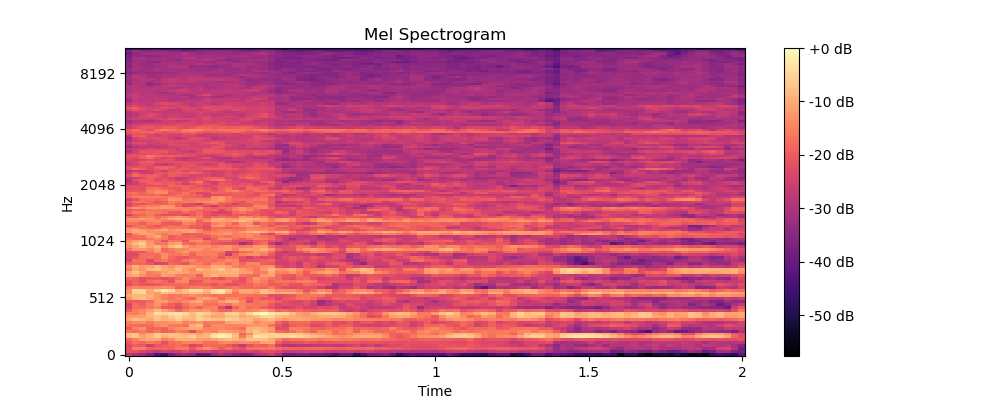 Mel Spectrogram
Hz
8192
4096
2048
1024
512
0
0 0.5 1 1.5 2
Time
+0 dB
-10 dB
-20 dB
-30 dB
-40 dB
-50 dB